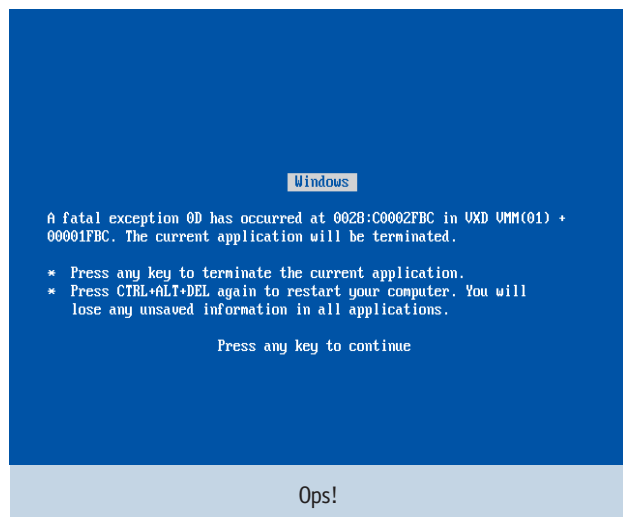 Windows
A fatal exception 0D has occurred at 0028:C0002FBC in VXD VMM(01) +
00001FBC. The current application will be terminated.
* Press any key to terminate the current application.
* Press CTRL+ALT+DEL again to restart your computer. You will
lose any unsaved information in all applications.
Press any key to continue
Ops!